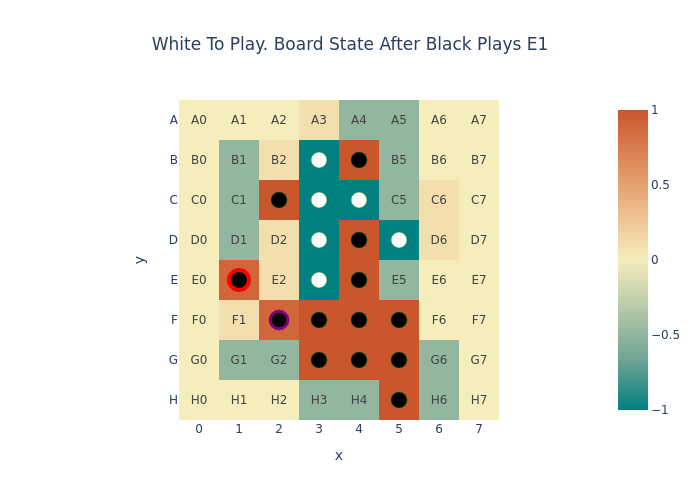 White To Play. Board State After Black Plays E1
A A0 A1 A2 A3 A4 A5 A6 A7
B B0 B1 B2 B5 B6 B7
C C0 C1 C5 C6 C7
D D0 D1 D2 D6 D7
E E0 E2 E5 E6 E7
F F0 F1 F6 F7
G G0 G1 G2 G6 G7
H H0 H1 H2 H3 H4 H6 H7
0 1 2 3 4 5 6 7
x
y
1
0.5
0
−0.5
−1